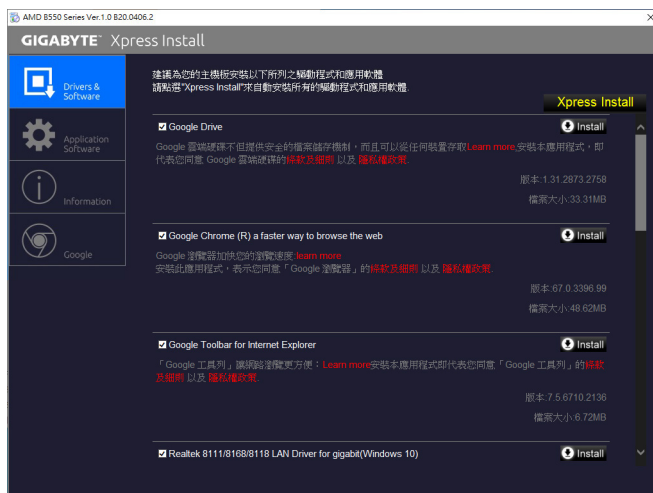 AMD B550 Series Ver.1.0 B20.0406.2
GIGABYTE™ Xpress Install
Drivers &
Software
Application
Software
Information
Google
建議為您的主機板安裝以下所列之驅動程式和應用軟體
請點選"Xpress Install"來自動安裝所有的驅動程式和應用軟體.
Xpress Install
Google Drive
Install
Google 雲端硬碟不但提供安全的檔案儲存機制，而且可以從任何裝置存取Learn more,安裝本應用程式，即
代表您同意 Google 雲端硬碟的條款及細則 以及 隱私權政策.
版本:1.31.2873.2758
檔案大小:33.31MB
Google Chrome (R) a faster way to browse the web
Install
Google 瀏覽器加快您的瀏覽速度:learn more
安裝此應用程式，表示您同意「Google 瀏覽器」的條款及細則 以及 隱私權政策.
版本:67.0.3396.99
檔案大小:48.62MB
Google Toolbar for Internet Explorer
Install
「Google 工具列」讓網路瀏覽更方便：Learn more安裝本應用程式即代表您同意「Google 工具列」的條款
及細則 以及 隱私權政策.
版本:7.5.6710.2136
檔案大小:6.72MB
Realtek 8111/8168/8118 LAN Driver for gigabit(Windows 10)
Install